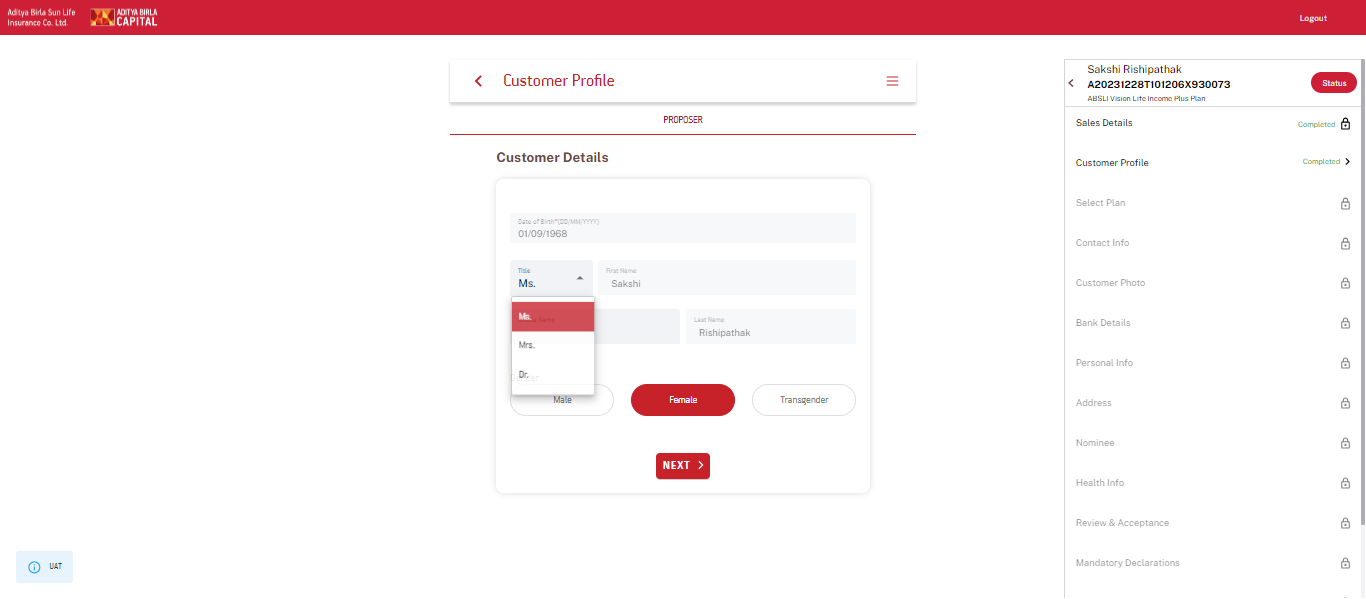 Aditya Birla Sun Life
Insurance Co. Ltd.
ADITYA BIRLA
CAPITAL
Logout
Customer Profile
PROPOSER
Customer Details
Date of Birth*(DD/MM/YYYY)
01/09/1968
Title
Ms.
First Name
Sakshi
Ms.
Name
Last Name
Rishipathak
Mrs.
Dr.
Gender
Male
Female
Transgender
NEXT
UAT
Sakshi Rishipathak
A20231228T101206X930073
ABSLI Vision Life Income Plus Plan
Status
Sales Details
Completed
Customer Profile
Completed
Select Plan
Contact Info
Customer Photo
Bank Details
Personal Info
Address
Nominee
Health Info
Review & Acceptance
Mandatory Declarations